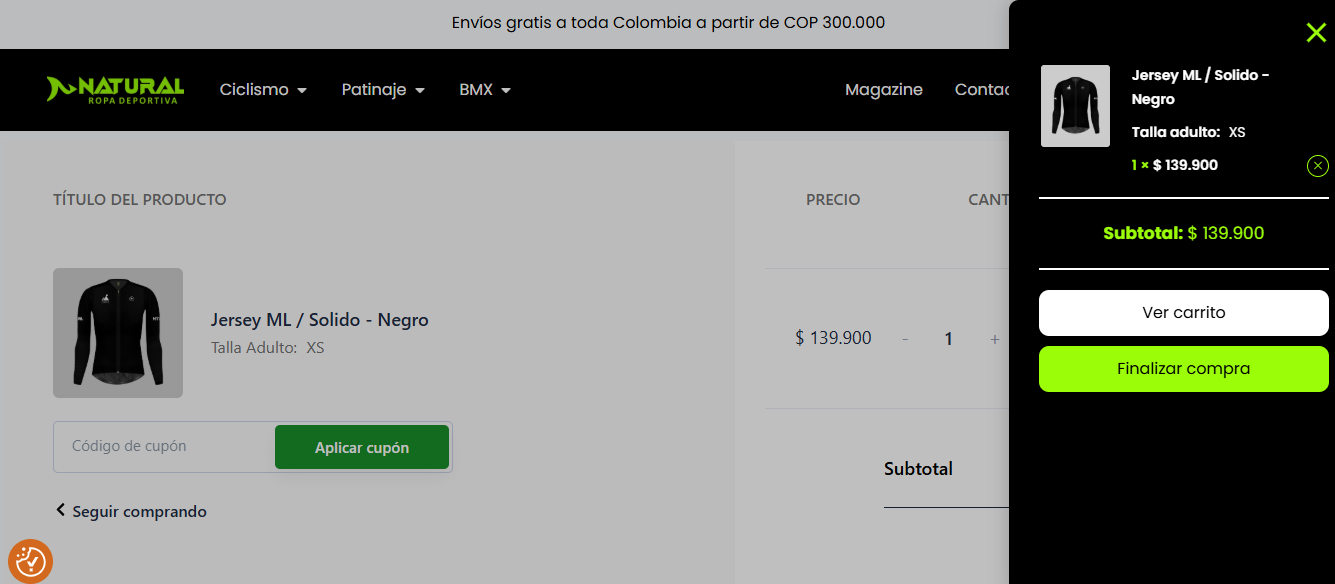 Envíos gratis a toda Colombia a partir de COP 300.000
NATURAL
ROPA DEPORTIVA
Ciclismo
Patinaje
BMX
Magazine
Contac
TÍTULO DEL PRODUCTO
PRECIO
CANT
Jersey ML / Solido - Negro
Talla Adulto: XS
$ 139.900
-
1
+
Código de cupón
Aplicar cupón
Subtotal
Seguir comprando
Jersey ML / Solido -
Negro
Talla adulto: XS
1 × $ 139.900
Subtotal: $ 139.900
Ver carrito
Finalizar compra